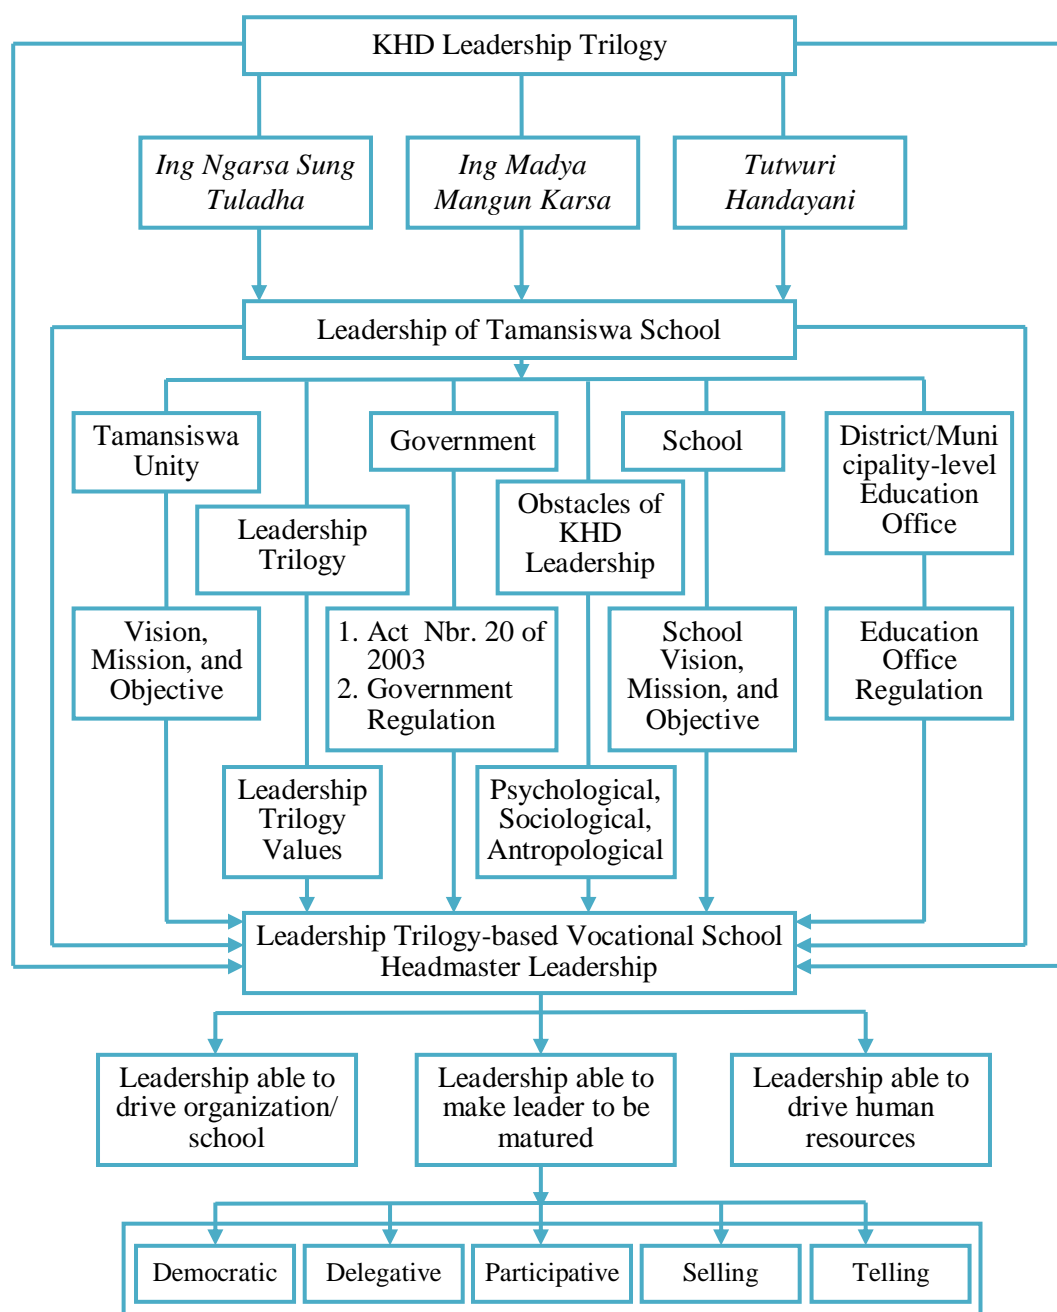 KHD Leadership Trilogy
Ing Ngarsa Sung
Tuladha
Ing Madya
Mangun Karsa
Tutwuri
Handayani
Leadership of Tamansiswa School
Tamansiswa
Unity
Government
School
District/Muni
cipality-level
Education
Office
Leadership
Trilogy
Obstacles of
KHD
Leadership
Vision,
Mission, and
Objective
1. Act Nbr. 20 of
2003
2. Government
Regulation
School
Vision,
Mission, and
Objective
Education
Office
Regulation
Leadership
Trilogy
Values
Psychological,
Sociological,
Antropological
Leadership Trilogy-based Vocational School
Headmaster Leadership
Leadership able to
drive organization/
school
Leadership able to
make leader to be
matured
Leadership able to
drive human
resources
Democratic
Delegative
Participative
Selling
Telling